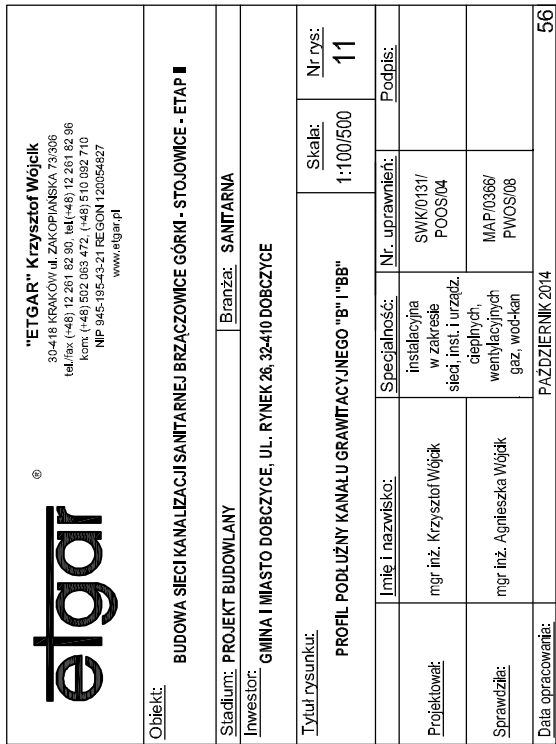 etgar ®
"ETGAR" Krzysztof Wójcik
30-418 KRAKÓW ul. ZAKOPIAŃSKA 73/306
tel./fax (+48) 12 261 82 90, tel.(+48) 12 261 82 96
kom: (+48) 502 063 472, (+48) 510 092 710
NIP 945-195-43-21 REGON 120054827
www.etgar.pl
Obiekt:
BUDOWA SIECI KANALIZACJI SANITARNEJ BRZĄCZOWICE GÓRKI - STOJOWICE - ETAP II
Stadium: PROJEKT BUDOWLANY
Branża: SANITARNA
Inwestor:
GMINA I MIASTO DOBCZYCE, UL. RYNEK 26, 32-410 DOBCZYCE
Tytuł rysunku:
PROFIL PODŁUŻNY KANAŁU GRAWITACYJNEGO "B" I "BB"
Skala:
1:100/500
Nr rys:
11
Imię i nazwisko:
Specjalność:
Nr. uprawnień:
Podpis:
Projektował:
mgr inż. Krzysztof Wójcik
instalacyjna
w zakresie
sieci, inst. i urządz.
cieplnych,
wentylacyjnych
gaz, wod-kan
SWK/0131/
POOS/04
Sprawdziła:
mgr inż. Agnieszka Wójcik
MAP/0366/
PWOS/08
Data opracowania:
PAŹDZIERNIK 2014
56